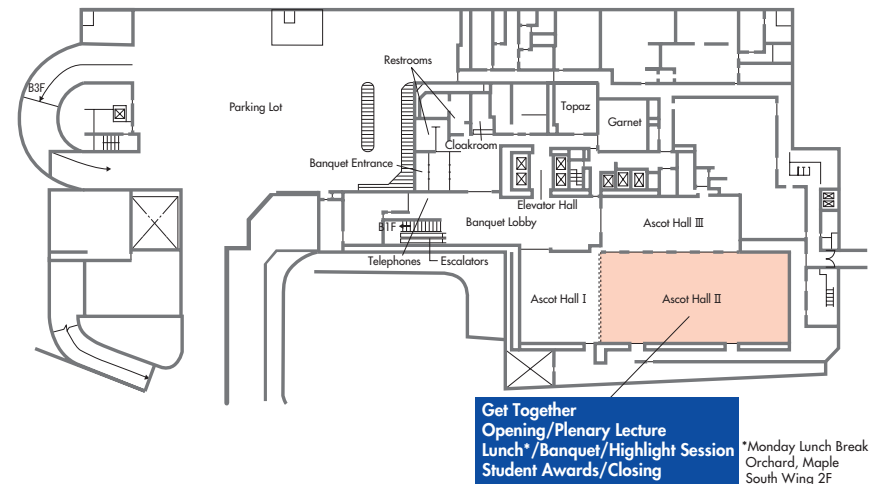 Restrooms
B3F
Parking Lot
Topaz
Garnet
Cloakroom
Banquet Entrance
Elevator Hall
Banquet Lobby
Ascot Hall Ⅲ
B1F
Telephones
Escalators
Ascot Hall Ⅰ
Ascot Hall Ⅱ
Get Together
Opening/Plenary Lecture
Lunch*/Banquet/Highlight Session
Student Awards/Closing
*Monday Lunch Break
Orchard, Maple
South Wing 2F